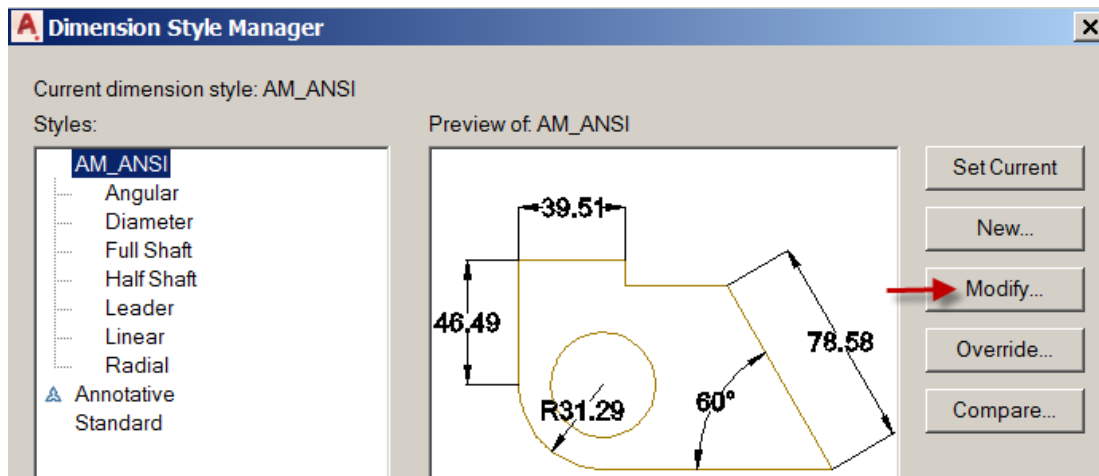 Dimension Style Manager
Current dimension style: AM_ANSI
Styles:
AM_ANSI
Angular
Diameter
Full Shaft
Half Shaft
Leader
Linear
Radial
Annotative
Standard
Preview of: AM_ANSI
39.51
46.49
78.58
R31.29
60°
Set Current
New...
Modify...
Override...
Compare...